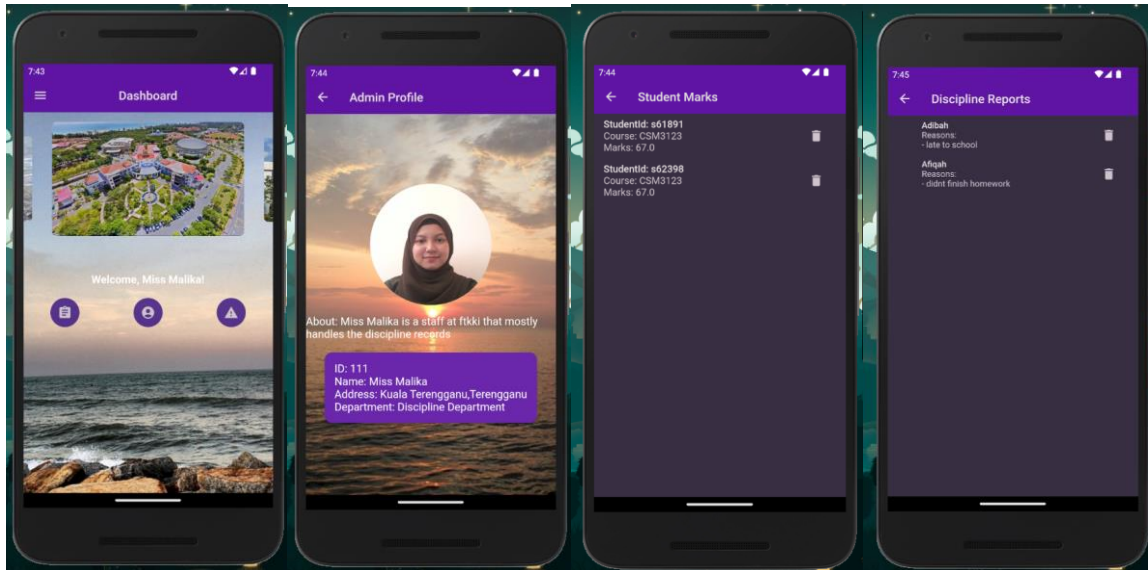 7:43
Dashboard
Welcome, Miss Malika!
7:44
Admin Profile
About: Miss Malika is a staff at ftkki that mostly
handles the discipline records
ID: 111
Name: Miss Malika
Address: Kuala Terengganu,Terengganu
Department: Discipline Department
7:44
Student Marks
StudentId: s61891
Course: CSM3123
Marks: 67.0
StudentId: s62398
Course: CSM3123
Marks: 67.0
7:45
Discipline Reports
Adibah
Reasons:
- late to school
Afiqah
Reasons:
- didnt finish homework